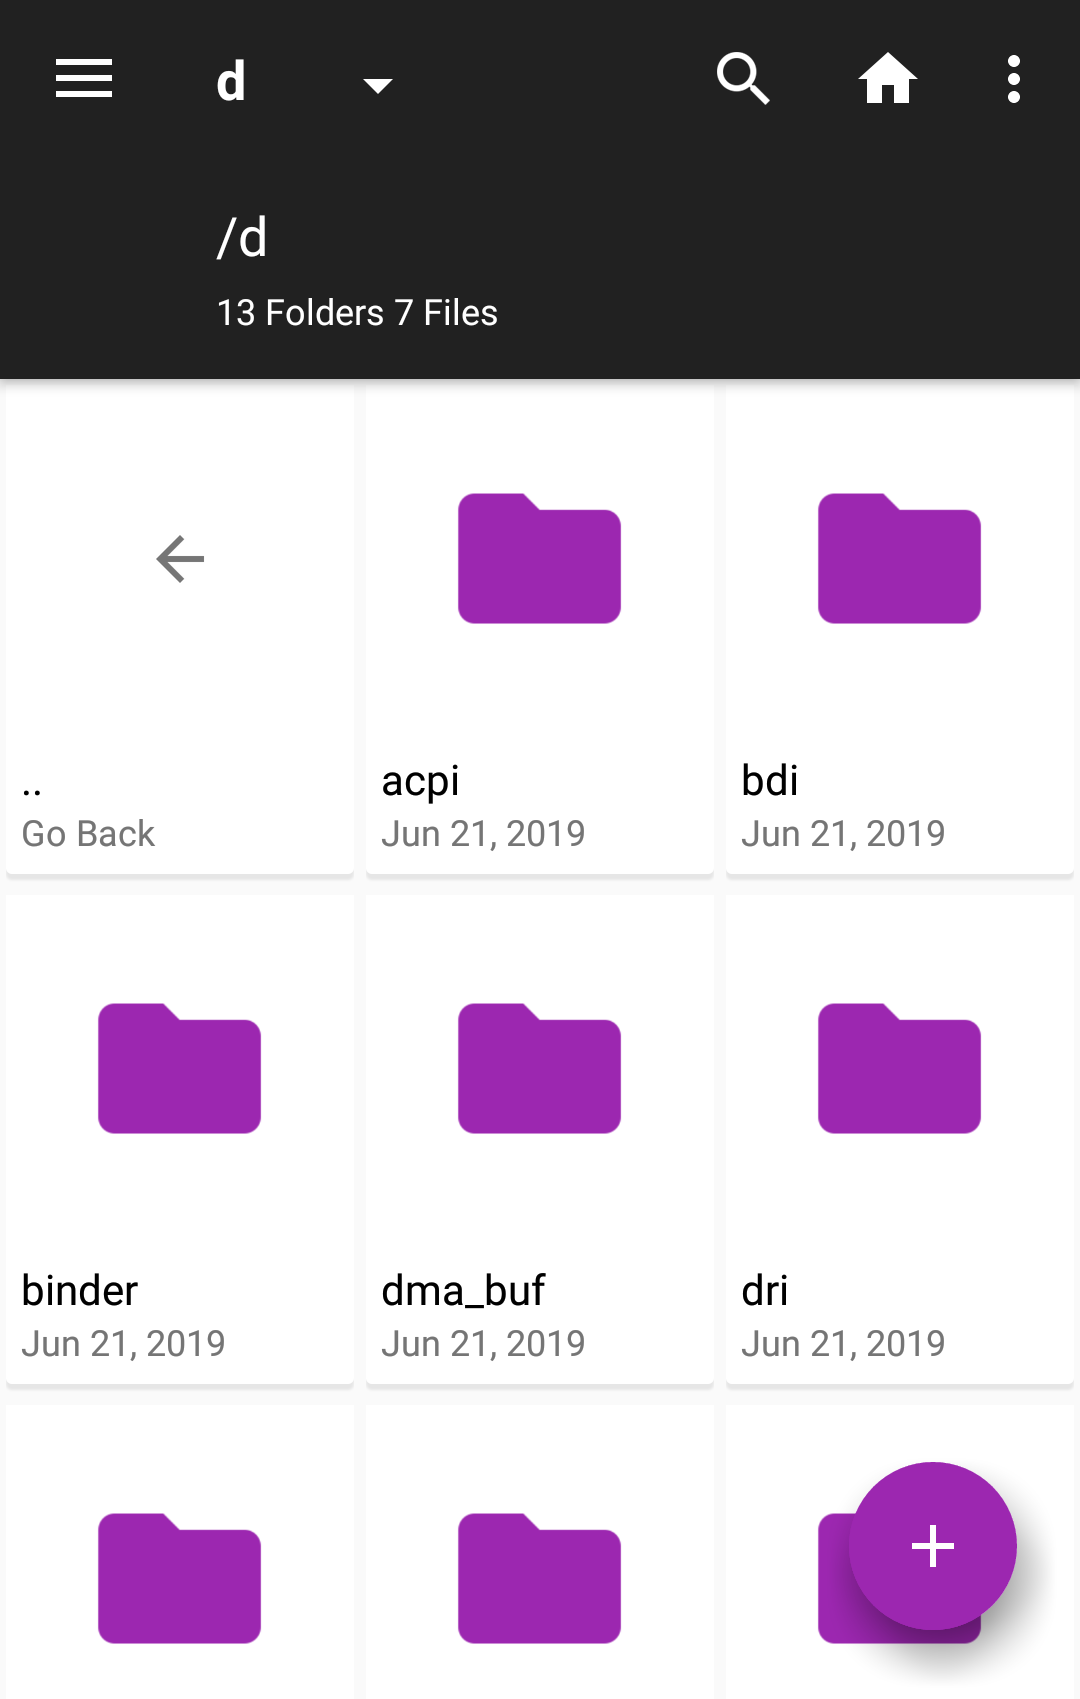 d
/d
13 Folders 7 Files
..
Go Back
acpi
Jun 21, 2019
bdi
Jun 21, 2019
binder
Jun 21, 2019
dma_buf
Jun 21, 2019
dri
Jun 21, 2019